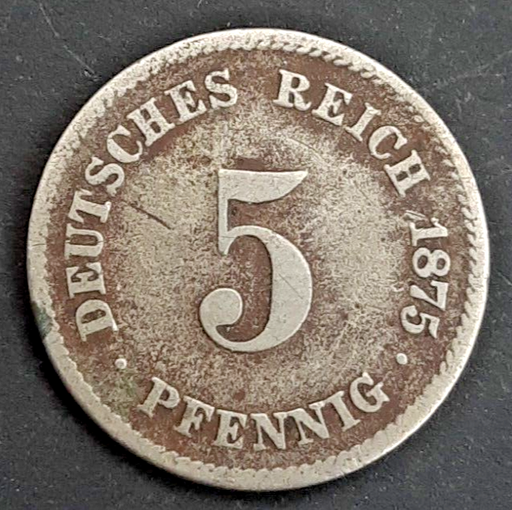 DEUTSCHES REICH 1875
5
· PFENNIG ·